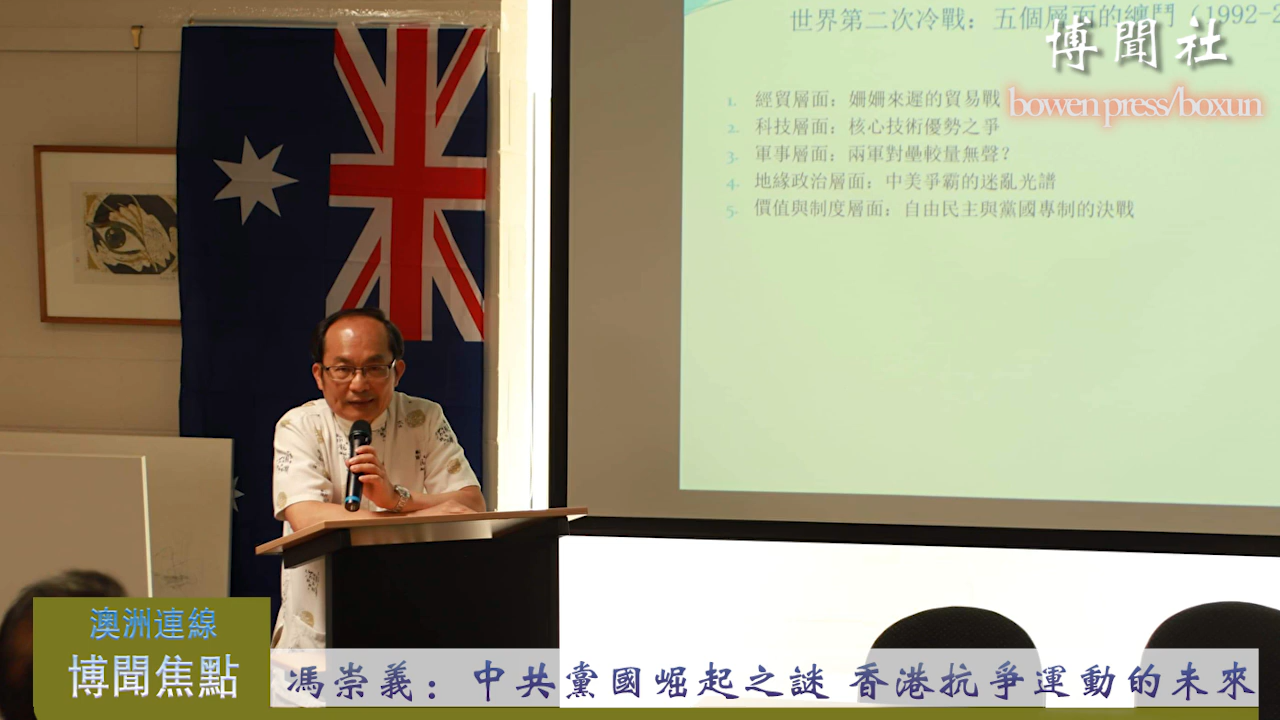 世界第二次冷戰：五個層面的纏鬥（1992-2
博聞社
bowen press/boxun
1. 經貿層面：姍姍來遲的貿易戰
2. 科技層面：核心技術優勢之爭
3. 軍事層面：兩軍對壘較量無聲？
4. 地緣政治層面：中美爭霸的迷亂光譜
5. 價值與制度層面：自由民主與黨國專制的決戰
澳洲連線
博聞焦點
馮崇義：中共黨國崛起之謎 香港抗爭運動的未來